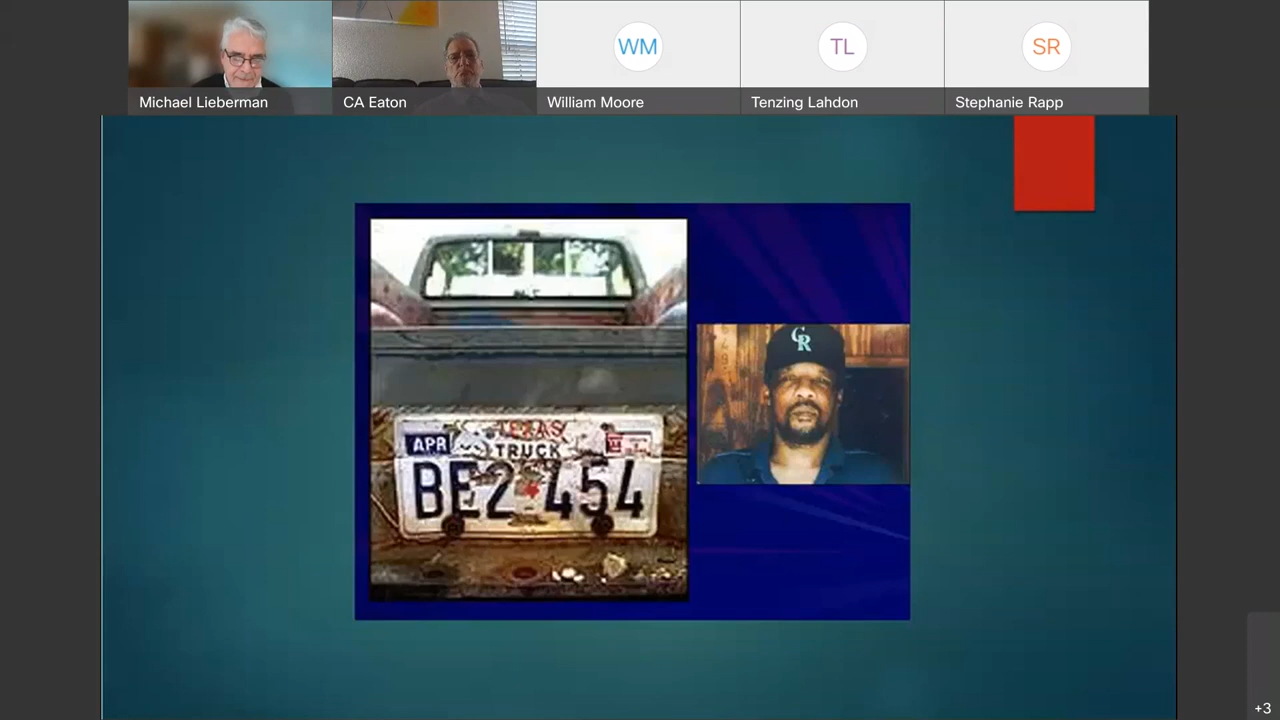 WM
TL
SR
Michael Lieberman
CA Eaton
William Moore
Tenzing Lahdon
Stephanie Rapp
CR
TEXAS
APR
TRUCK
BE2 454
+3